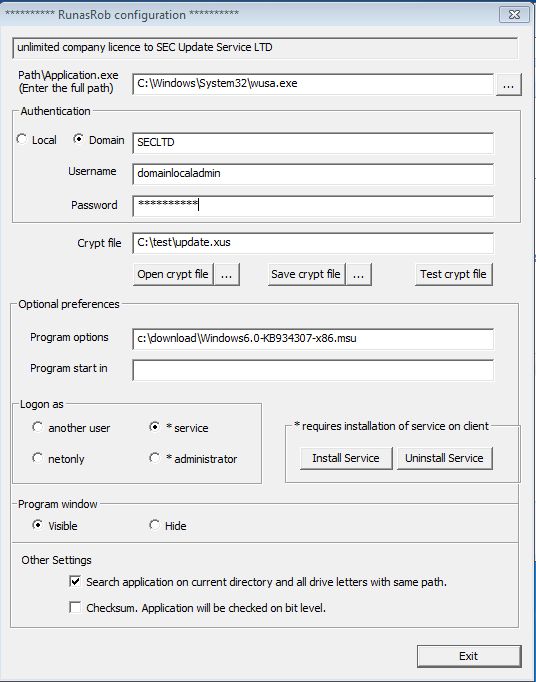 ********** RunasRob configuration **********
unlimited company licence to SEC Update Service LTD
Path\Application.exe
(Enter the full path)
C:\Windows\System32\wusa.exe
...
Authentication
Local
Domain
SECLTD
Username
domainlocaladmin
Password
**********
Crypt file
C:\test\update.xus
Open crypt file
...
Save crypt file
...
Test crypt file
Optional preferences
Program options
c:\download\Windows6.0-KB934307-x86.msu
Program start in
Logon as
another user
* service
netonly
* administrator
* requires installation of service on client
Install Service
Uninstall Service
Program window
Visible
Hide
Other Settings
Search application on current directory and all drive letters with same path.
Checksum. Application will be checked on bit level.
Exit